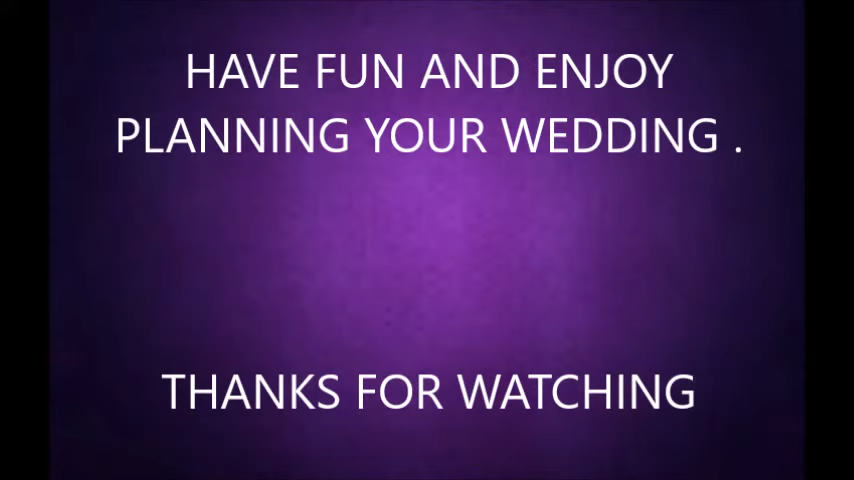 HAVE FUN AND ENJOY
PLANNING YOUR WEDDING .
THANKS FOR WATCHING